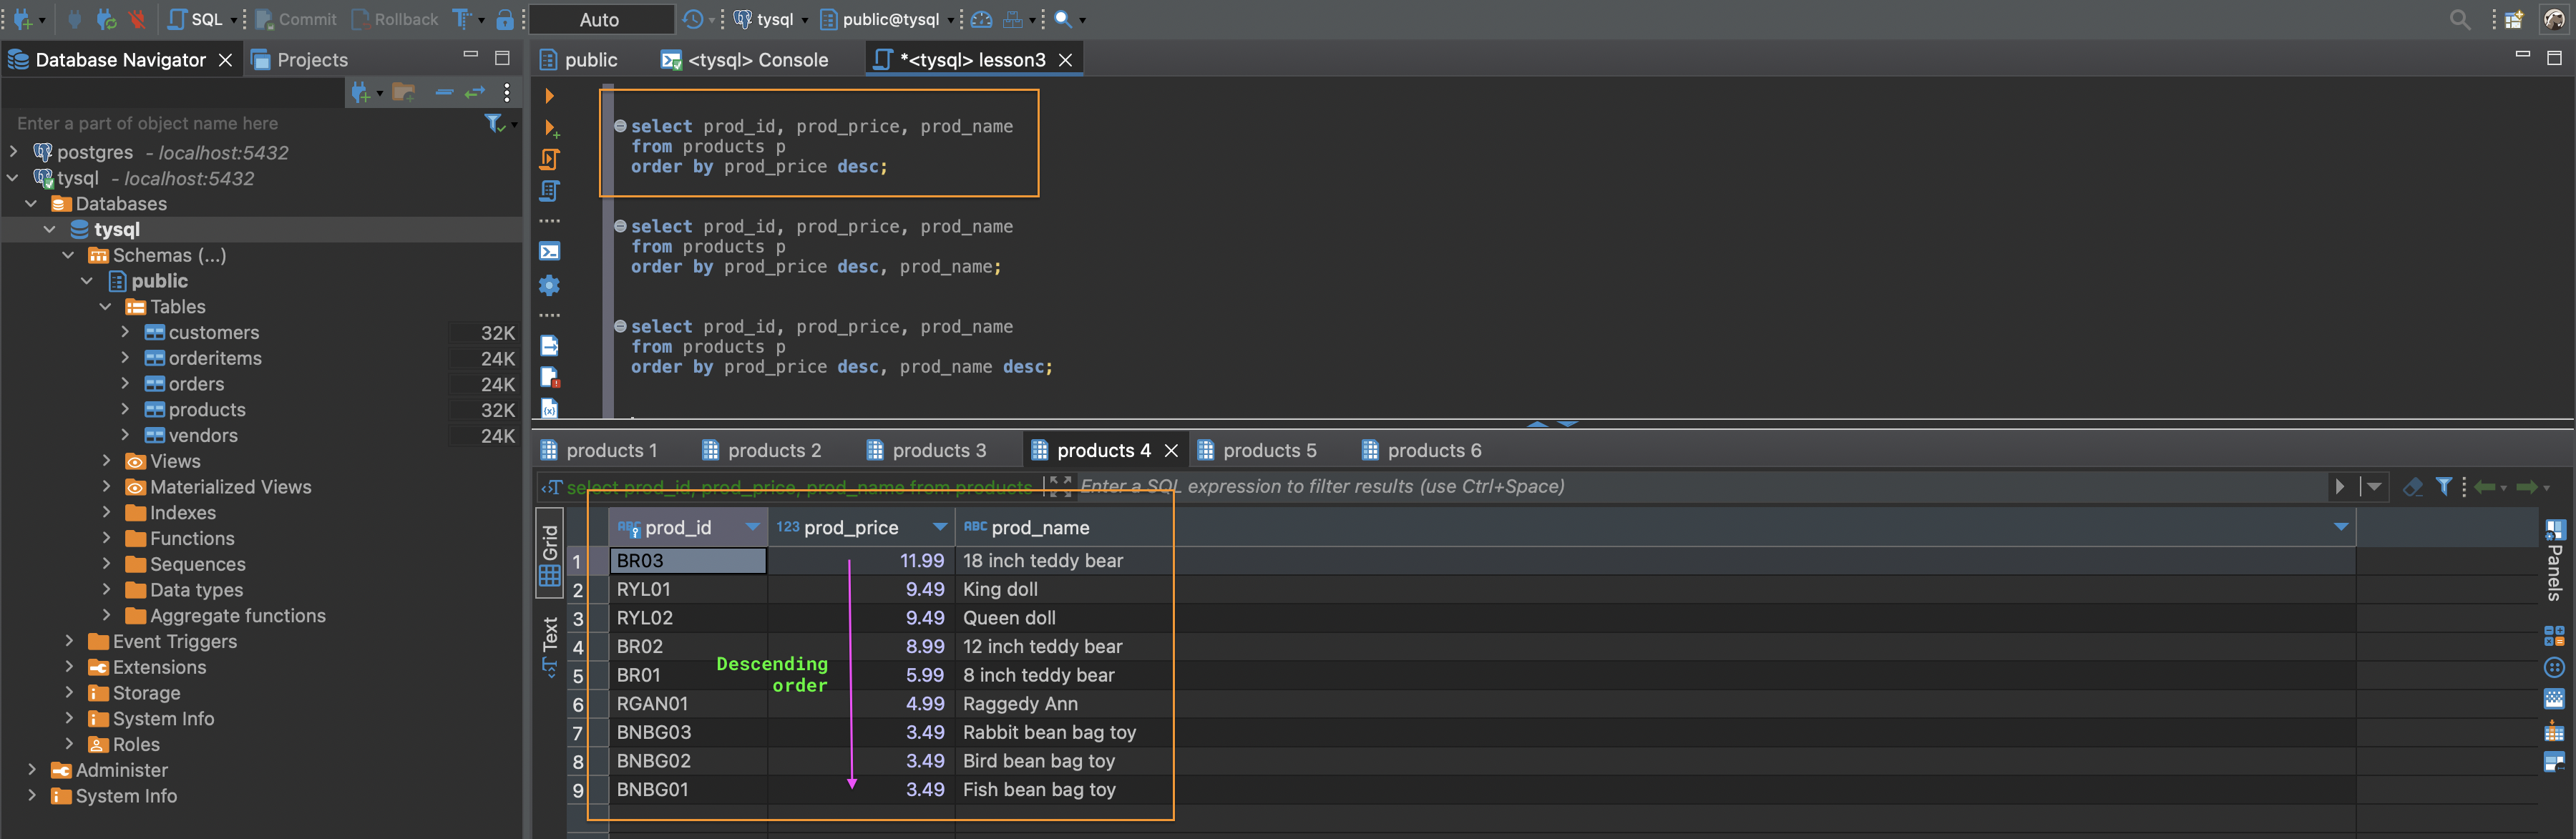 SQL Commit Rollback Auto tysql public@tysql
Database Navigator Projects
Enter a part of object name here
postgres - localhost:5432
tysql - localhost:5432
Databases
tysql
Schemas (...)
public
Tables
customers 32K
orderitems 24K
orders 24K
products 32K
vendors 24K
Views
Materialized Views
Indexes
Functions
Sequences
Data types
Aggregate functions
Event Triggers
Extensions
Storage
System Info
Roles
Administer
System Info
public <tysql> Console *<tysql> lesson3
select prod_id, prod_price, prod_name
from products p
order by prod_price desc;
select prod_id, prod_price, prod_name
from products p
order by prod_price desc, prod_name;
select prod_id, prod_price, prod_name
from products p
order by prod_price desc, prod_name desc;
products 1 products 2 products 3 products 4 products 5 products 6
select prod_id, prod_price, prod_name from products Enter a SQL expression to filter results (use Ctrl+Space)
Grid
Text
ABC prod_id 123 prod_price ABC prod_name
1 BR03 11.99 18 inch teddy bear
2 RYL01 9.49 King doll
3 RYL02 9.49 Queen doll
4 BR02 8.99 12 inch teddy bear
5 BR01 5.99 8 inch teddy bear
6 RGAN01 4.99 Raggedy Ann
7 BNBG03 3.49 Rabbit bean bag toy
8 BNBG02 3.49 Bird bean bag toy
9 BNBG01 3.49 Fish bean bag toy
Descending
order
Panels